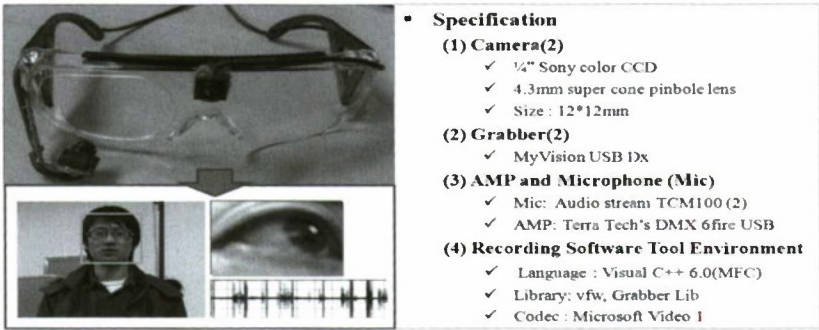 ▪ Specification
(1) Camera(2)
✓ ¼" Sony color CCD
✓ 4.3mm super cone pinbole lens
✓ Size : 12*12mm
(2) Grabber(2)
✓ MyVision USB Dx
(3) AMP and Microphone (Mic)
✓ Mic: Audio stream TCM100 (2)
✓ AMP: Terra Tech's DMX 6fire USB
(4) Recording Software Tool Environment
✓ Language : Visual C++ 6.0(MFC)
✓ Library: vfw, Grabber Lib
✓ Codec : Microsoft Video 1